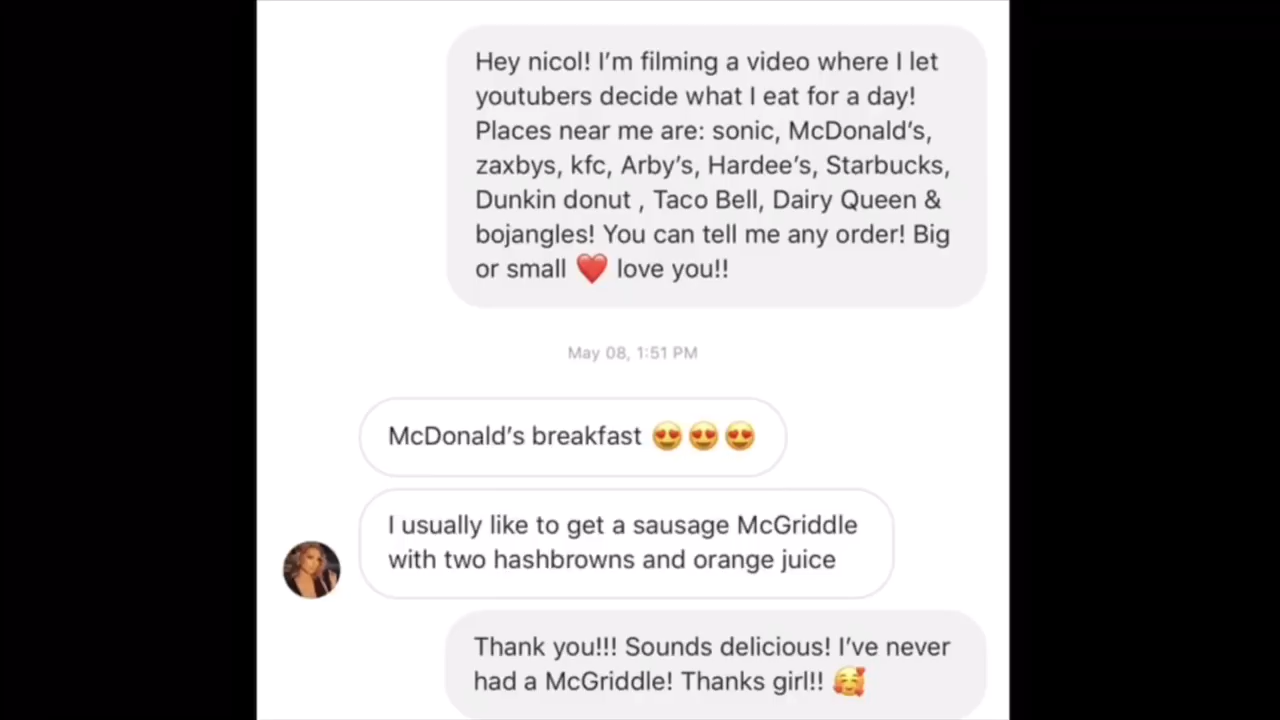 Hey nicol! I’m filming a video where I let
youtubers decide what I eat for a day!
Places near me are: sonic, McDonald’s,
zaxbys, kfc, Arby’s, Hardee’s, Starbucks,
Dunkin donut , Taco Bell, Dairy Queen &
bojangles! You can tell me any order! Big
or small ❤️ love you!!
May 08, 1:51 PM
McDonald’s breakfast 😍😍😍
I usually like to get a sausage McGriddle
with two hashbrowns and orange juice
Thank you!!! Sounds delicious! I’ve never
had a McGriddle! Thanks girl!! 🥰